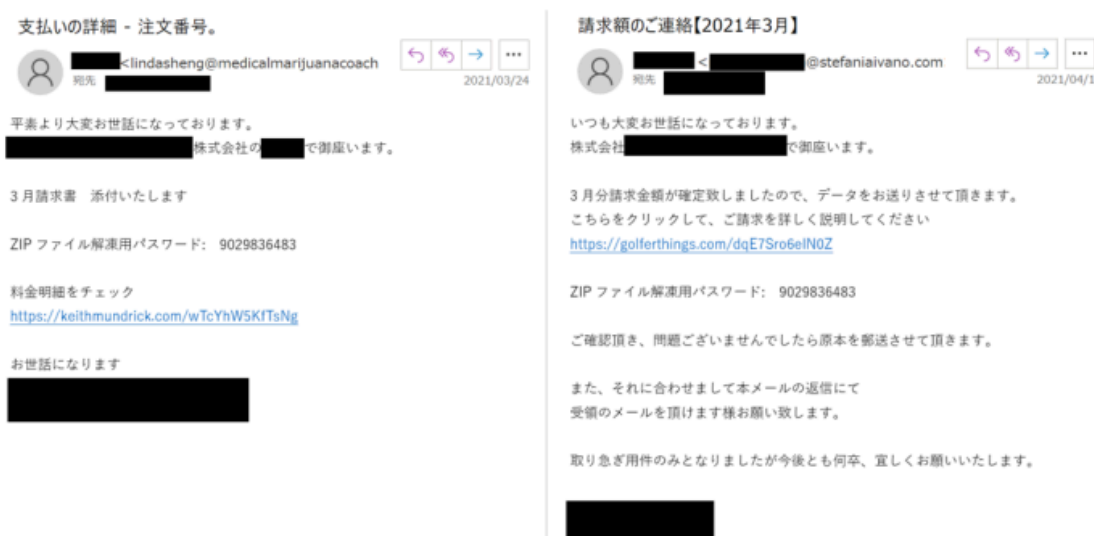 支払いの詳細 - 注文番号。
<lindasheng@medicalmarijuanacoach
宛先
2021/03/24
平素より大変お世話になっております。
株式会社の で御座います。
3月請求書　添付いたします
ZIP ファイル解凍用パスワード:　9029836483
料金明細をチェック
https://keithmundrick.com/wTcYhW5KfTsNg
お世話になります
請求額のご連絡【2021年3月】
< @stefaniaivano.com
宛先
2021/04/1
いつも大変お世話になっております。
株式会社 で御座います。
3月分請求金額が確定致しましたので、データをお送りさせて頂きます。
こちらをクリックして、ご請求を詳しく説明してください
https://golferthings.com/dqE7Sro6eIN0Z
ZIP ファイル解凍用パスワード:　9029836483
ご確認頂き、問題ございませんでしたら原本を郵送させて頂きます。
また、それに合わせまして本メールの返信にて
受領のメールを頂けます様お願い致します。
取り急ぎ用件のみとなりましたが今後とも何卒、宜しくお願いいたします。